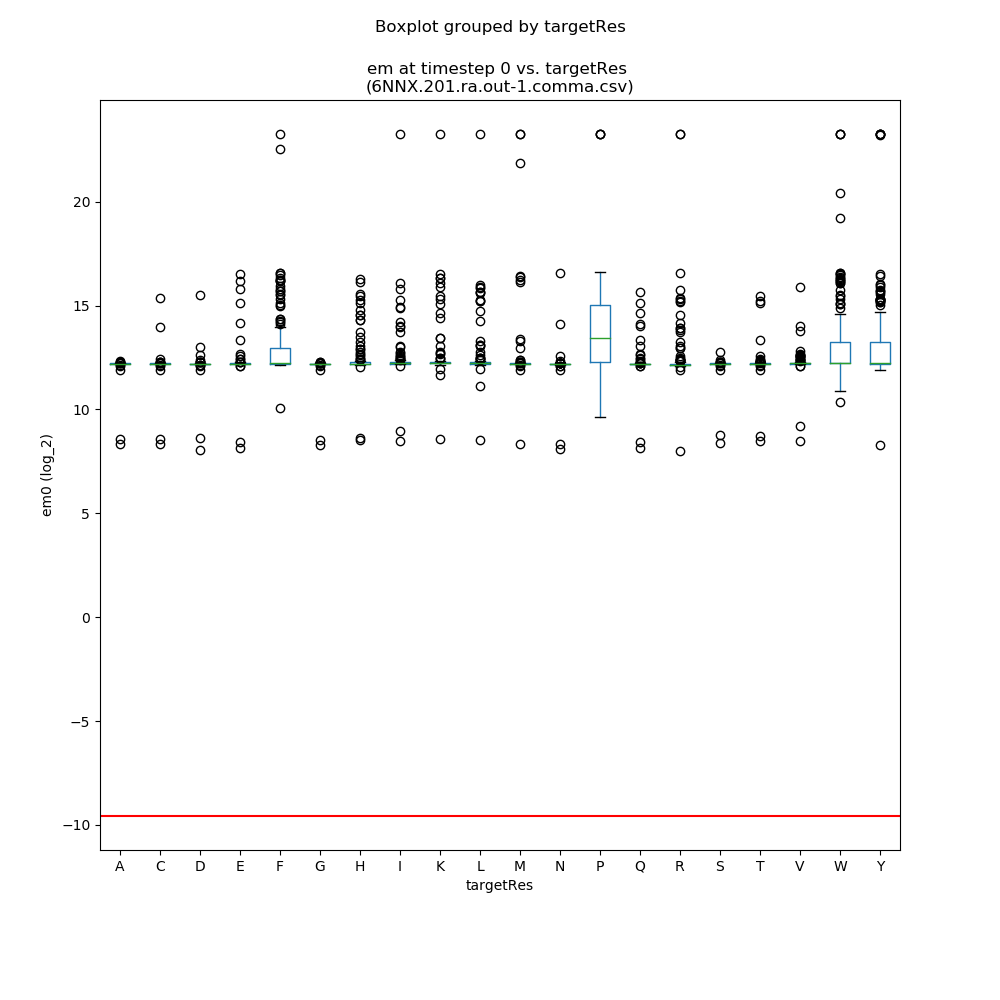 Boxplot grouped by targetRes
em at timestep 0 vs. targetRes
(6NNX.201.ra.out-1.comma.csv)
20
15
10
5
0
−5
−10
em0 (log_2)
A C D E F G H I K L M N P Q R S T V W Y
targetRes